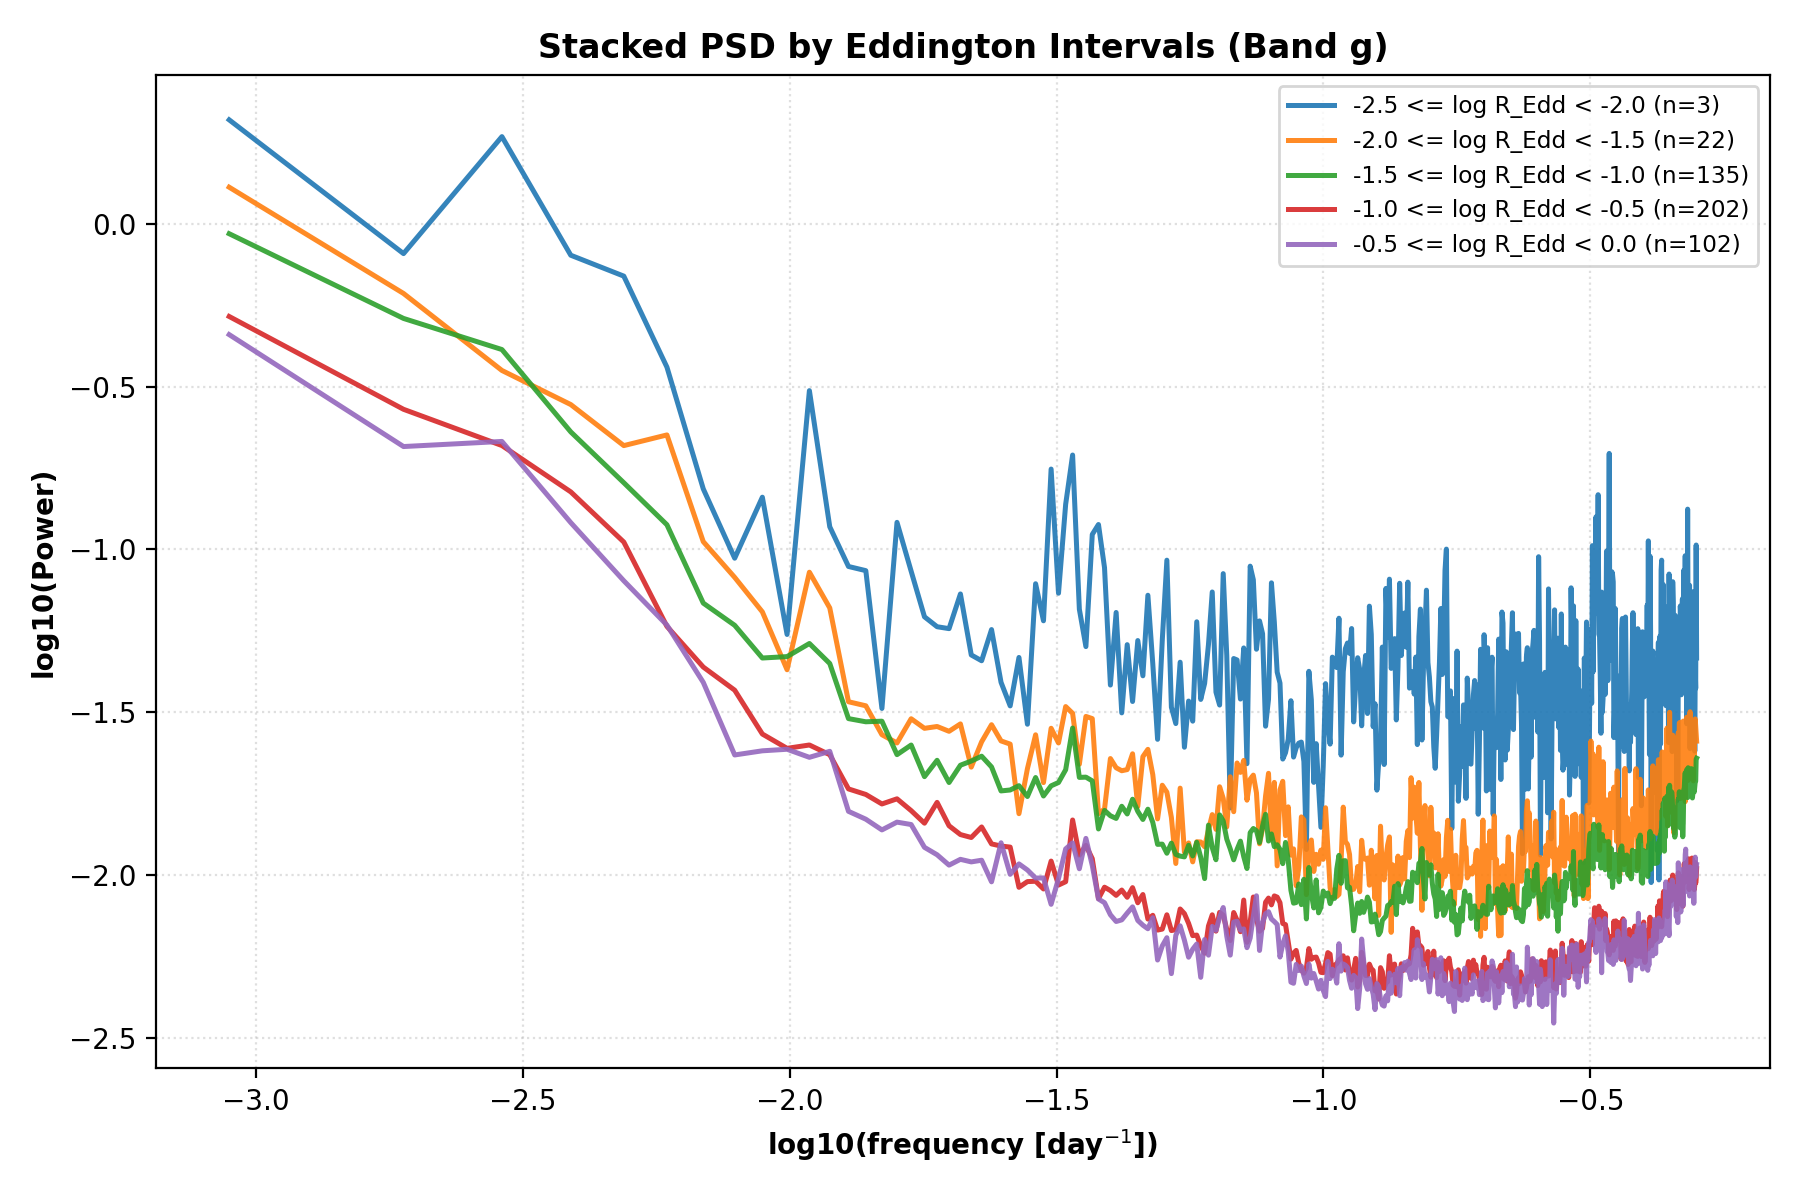 Stacked PSD by Eddington Intervals (Band g)
-2.5 <= log R_Edd < -2.0 (n=3)
-2.0 <= log R_Edd < -1.5 (n=22)
-1.5 <= log R_Edd < -1.0 (n=135)
-1.0 <= log R_Edd < -0.5 (n=202)
-0.5 <= log R_Edd < 0.0 (n=102)
log10(Power)
0.0
−0.5
−1.0
−1.5
−2.0
−2.5
−3.0 −2.5 −2.0 −1.5 −1.0 −0.5
log10(frequency [day⁻¹])